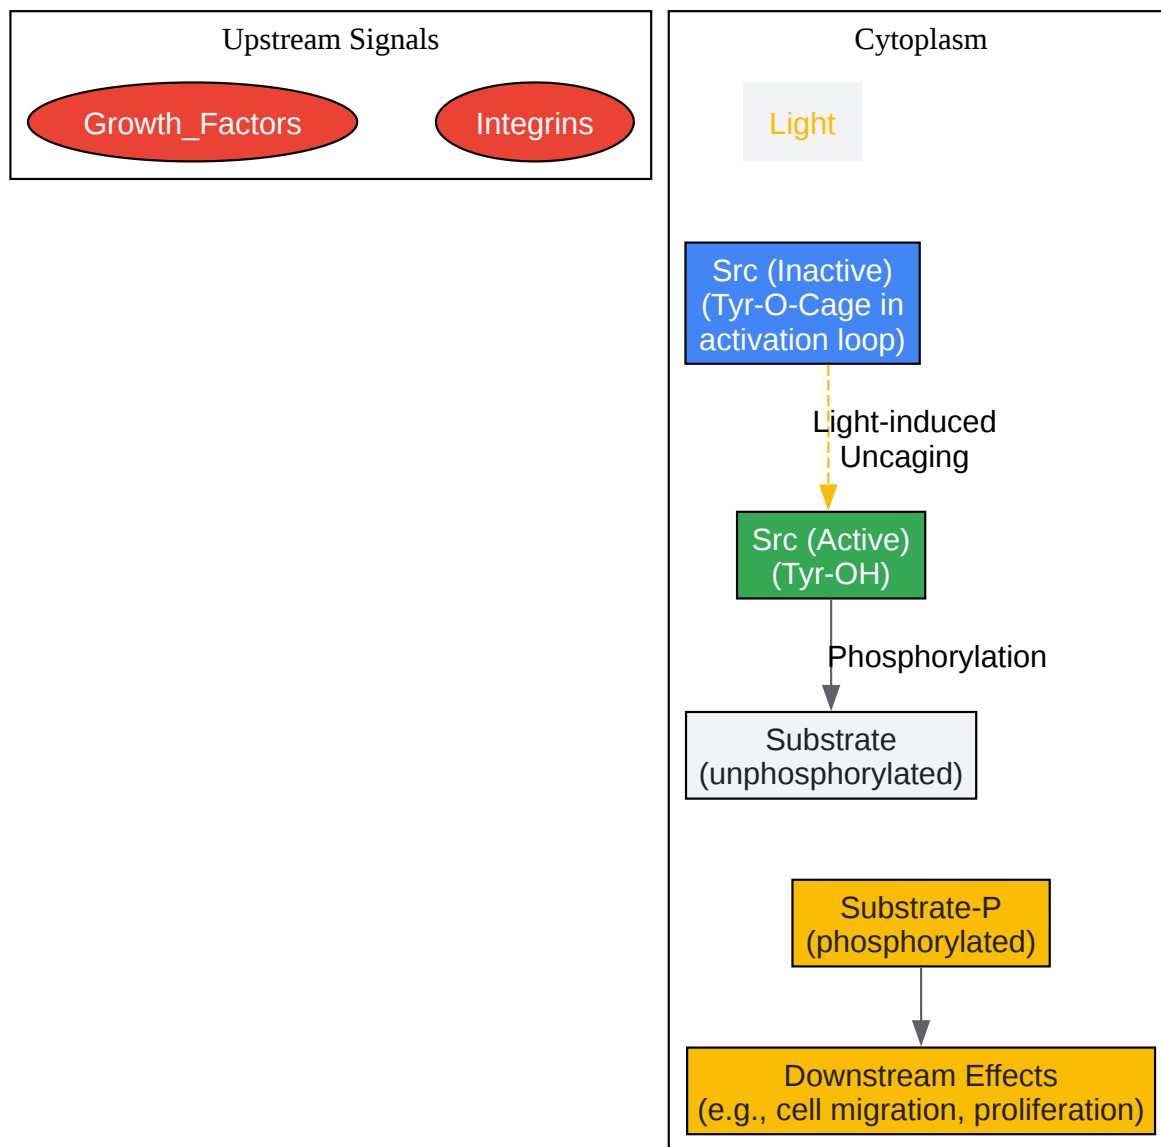 Upstream Signals
Growth_Factors
Integrins
Cytoplasm
Light
Src (Inactive)
(Tyr-O-Cage in
activation loop)
Light-induced
Uncaging
Src (Active)
(Tyr-OH)
Phosphorylation
Substrate
(unphosphorylated)
Substrate-P
(phosphorylated)
Downstream Effects
(e.g., cell migration, proliferation)